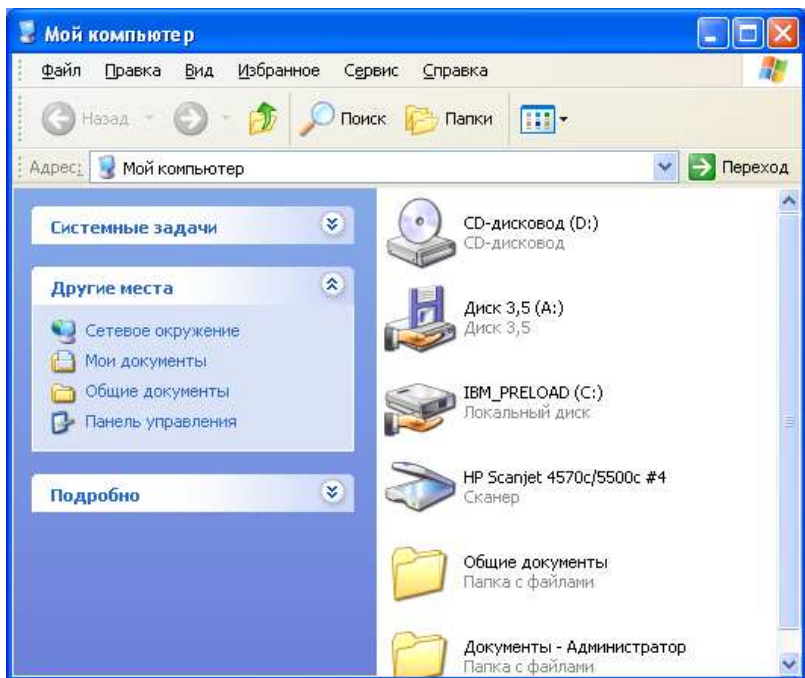 Мой компьютер
Файл Правка Вид Избранное Сервис Справка
Назад Поиск Папки
Адрес: Мой компьютер Переход
Системные задачи
Другие места
Сетевое окружение
Мои документы
Общие документы
Панель управления
Подробно
CD-дисковод (D:)
CD-дисковод
Диск 3,5 (A:)
Диск 3,5
IBM_PRELOAD (C:)
Локальный диск
HP Scanjet 4570c/5500c #4
Сканер
Общие документы
Папка с файлами
Документы - Администратор
Папка с файлами